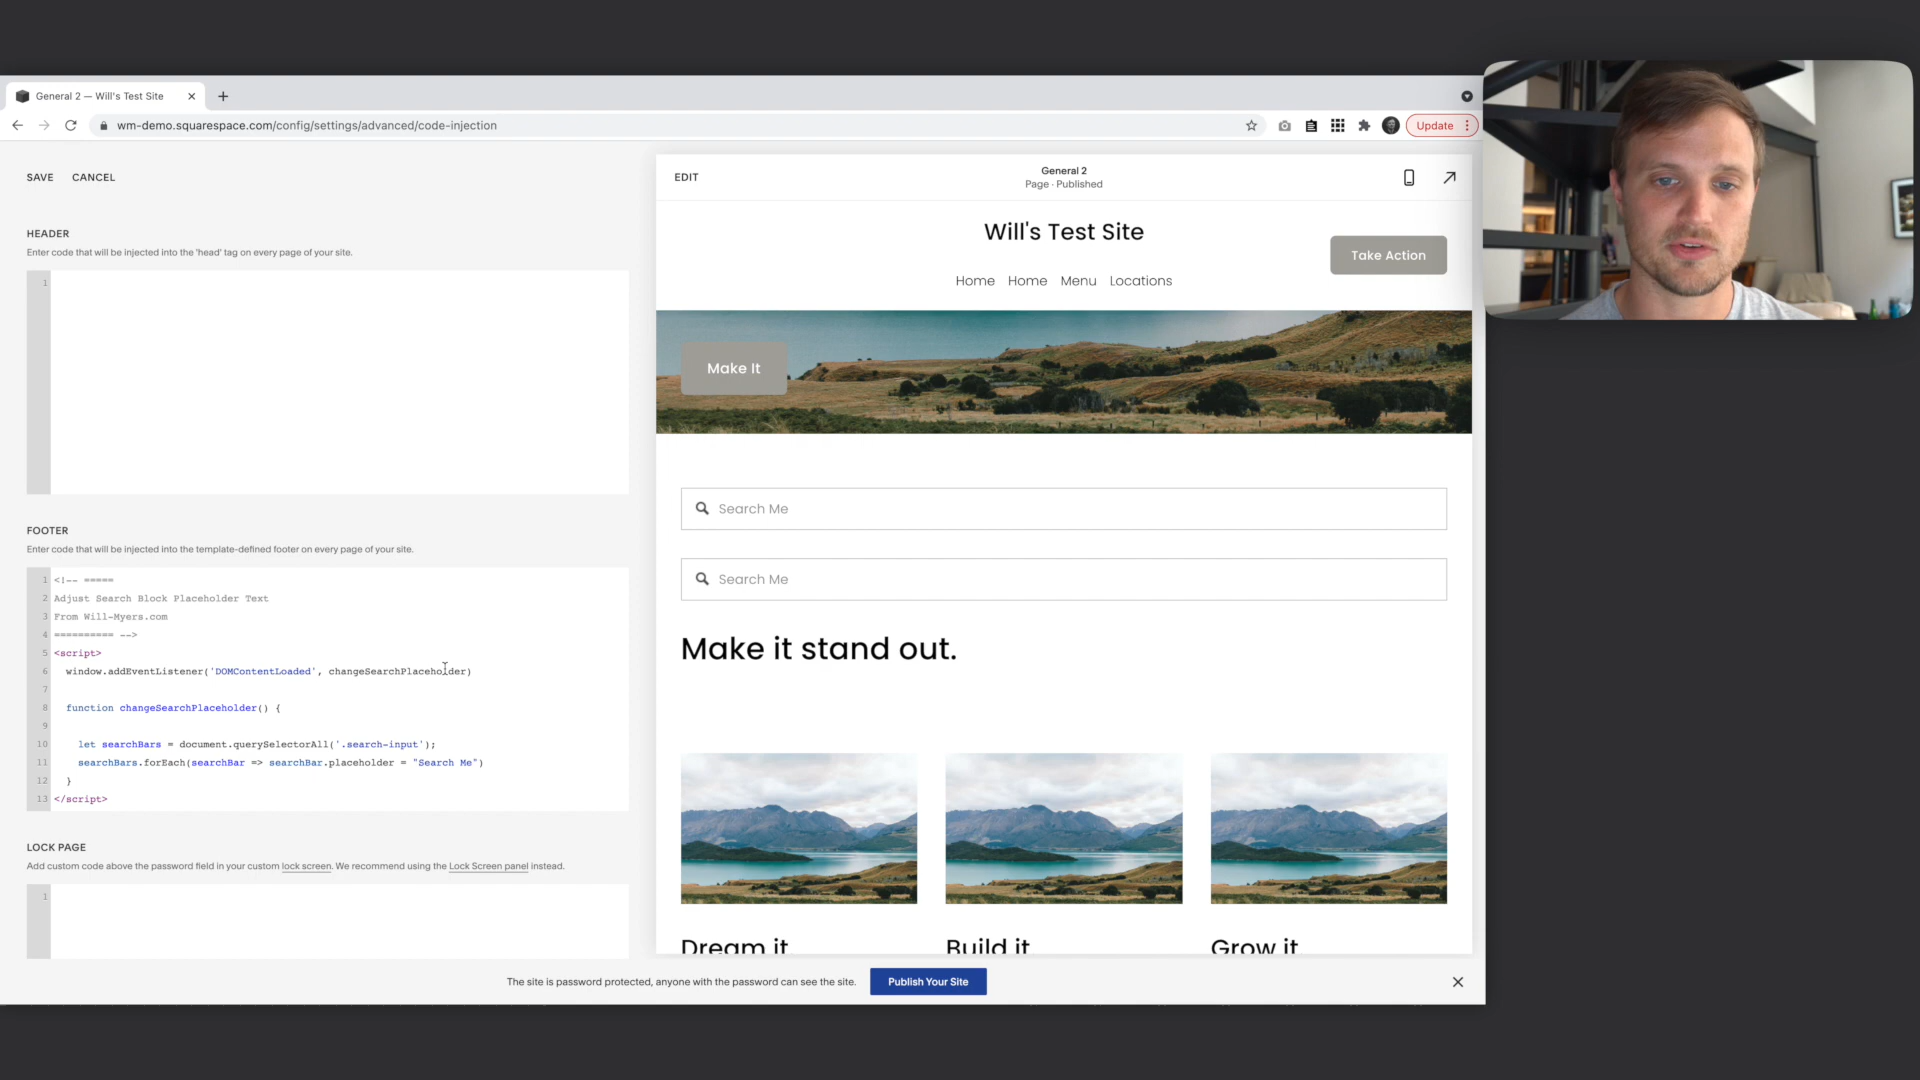 General 2 — Will's Test Site
wm-demo.squarespace.com/config/settings/advanced/code-injection
Update
SAVE CANCEL
HEADER
Enter code that will be injected into the 'head' tag on every page of your site.
1
FOOTER
Enter code that will be injected into the template-defined footer on every page of your site.
1 <!-- =====
2 Adjust Search Block Placeholder Text
3 From Will-Myers.com
4 ========== -->
5 <script>
6 window.addEventListener('DOMContentLoaded', changeSearchPlaceholder)
7
8 function changeSearchPlaceholder() {
9
10 let searchBars = document.querySelectorAll('.search-input');
11 searchBars.forEach(searchBar => searchBar.placeholder = "Search Me")
12 }
13 </script>
LOCK PAGE
Add custom code above the password field in your custom lock screen. We recommend using the Lock Screen panel instead.
1
EDIT
General 2
Page · Published
Will's Test Site
Take Action
Home Home Menu Locations
Make It
Search Me
Search Me
Make it stand out.
Dream it Build it Grow it
The site is password protected, anyone with the password can see the site. Publish Your Site